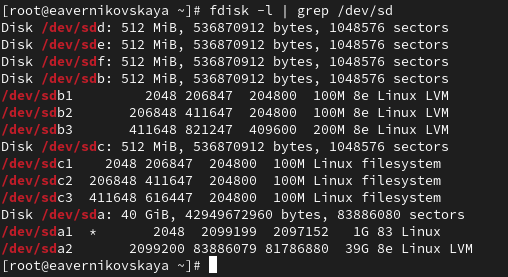 [root@eavernikovskaya ~]# fdisk -l | grep /dev/sd
Disk /dev/sdd: 512 MiB, 536870912 bytes, 1048576 sectors
Disk /dev/sde: 512 MiB, 536870912 bytes, 1048576 sectors
Disk /dev/sdf: 512 MiB, 536870912 bytes, 1048576 sectors
Disk /dev/sdb: 512 MiB, 536870912 bytes, 1048576 sectors
/dev/sdb1 2048 206847 204800 100M 8e Linux LVM
/dev/sdb2 206848 411647 204800 100M 8e Linux LVM
/dev/sdb3 411648 821247 409600 200M 8e Linux LVM
Disk /dev/sdc: 512 MiB, 536870912 bytes, 1048576 sectors
/dev/sdc1 2048 206847 204800 100M Linux filesystem
/dev/sdc2 206848 411647 204800 100M Linux filesystem
/dev/sdc3 411648 616447 204800 100M Linux filesystem
Disk /dev/sda: 40 GiB, 42949672960 bytes, 83886080 sectors
/dev/sda1 * 2048 2099199 2097152 1G 83 Linux
/dev/sda2 2099200 83886079 81786880 39G 8e Linux LVM
[root@eavernikovskaya ~]#